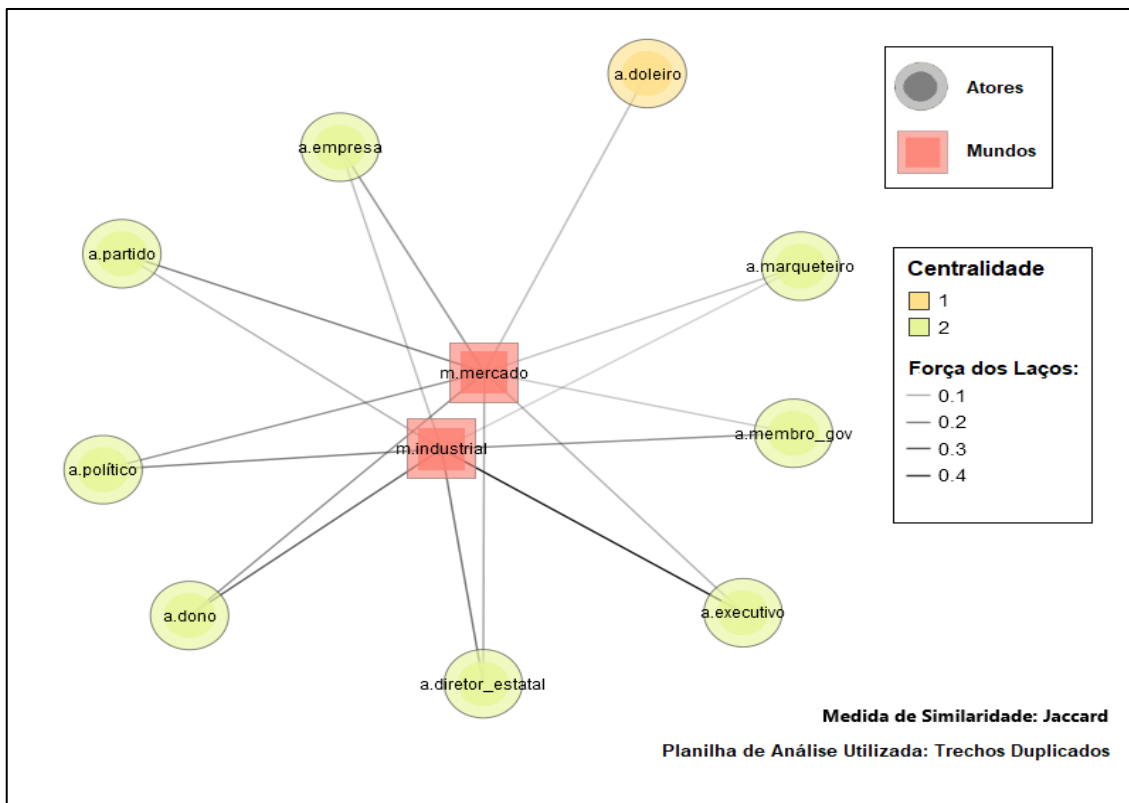 a.doleiro
Atores
a.empresa
Mundos
a.partido
a.marqueteiro
Centralidade
1
2
Força dos Laços:
m.mercado
0.1
0.2
0.3
0.4
a.membro_gov
m.industrial
a.político
a.dono
a.executivo
a.diretor_estatal
Medida de Similaridade: Jaccard
Planilha de Análise Utilizada: Trechos Duplicados